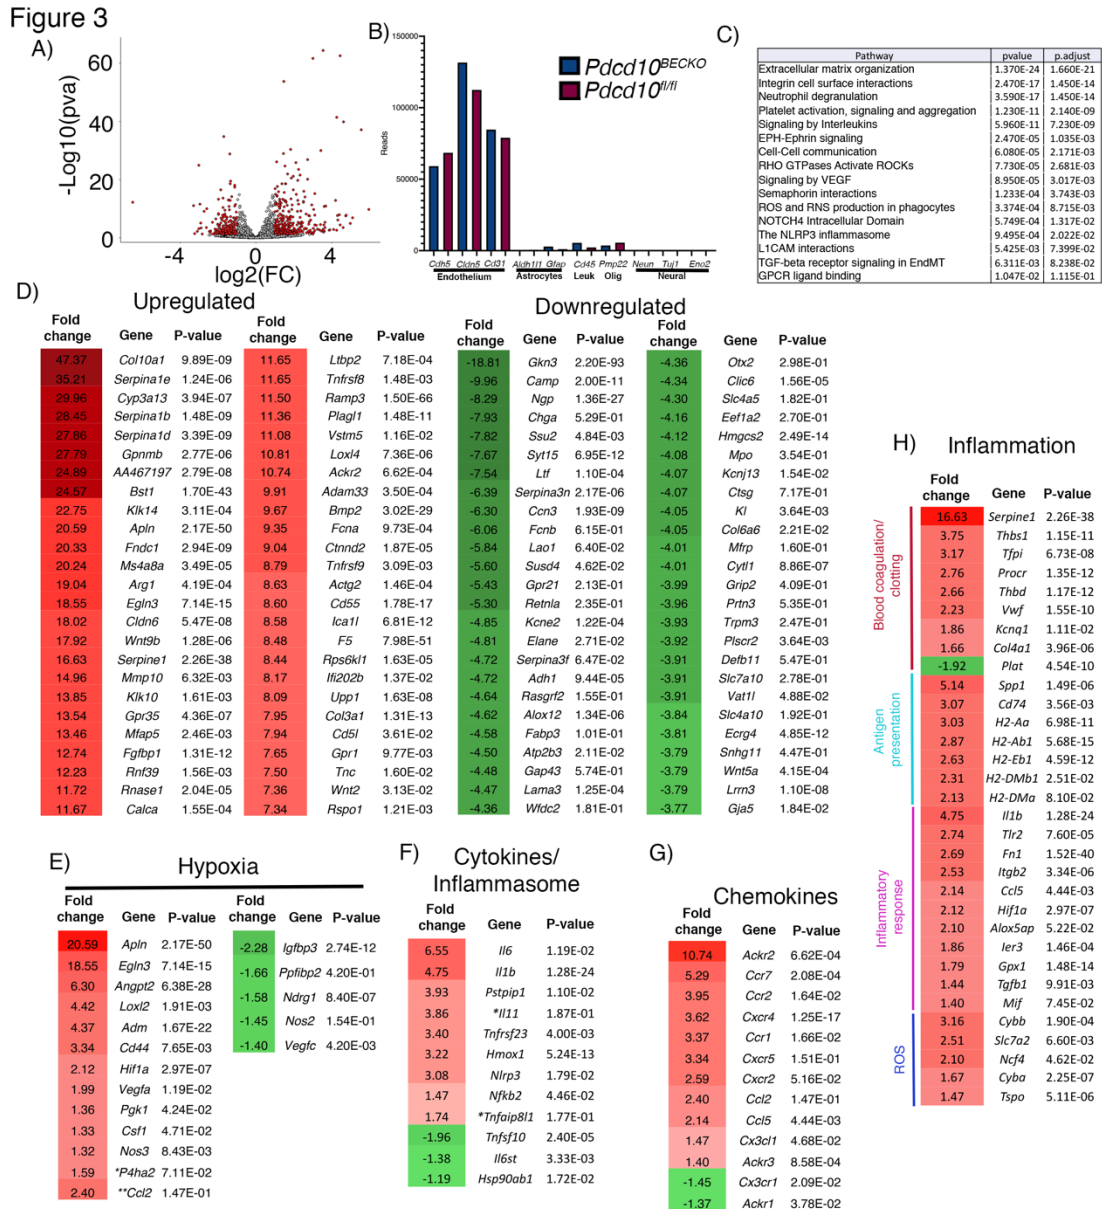 Figure 3
A)
-Log10(pva)
60
40
20
0
-4
0
4
log2(FC)
B)
150000
100000
50000
0
Reads
Pdcd10BECKO
Pdcd10fl/fl
Cdh5 Cldn5 Cd31 Aldh1l1 Gfap Cd45 Pmp22 Neun Tuj1 Eno2
Endothelium Astrocytes Leuk Olig Neural
C)
Pathway pvalue p.adjust
Extracellular matrix organization 1.370E-24 1.660E-21
Integrin cell surface interactions 2.470E-17 1.450E-14
Neutrophil degranulation 3.590E-17 1.450E-14
Platelet activation, signaling and aggregation 1.230E-11 2.140E-09
Signaling by Interleukins 5.960E-11 7.230E-09
EPH-Ephrin signaling 2.470E-05 1.035E-03
Cell-Cell communication 6.080E-05 2.171E-03
RHO GTPases Activate ROCKs 7.730E-05 2.681E-03
Signaling by VEGF 8.950E-05 3.017E-03
Semaphorin interactions 1.233E-04 3.743E-03
ROS and RNS production in phagocytes 3.374E-04 8.715E-03
NOTCH4 Intracellular Domain 5.749E-04 1.317E-02
The NLRP3 inflammasome 9.495E-04 2.022E-02
L1CAM interactions 5.425E-03 7.399E-02
TGF-beta receptor signaling in EndMT 6.311E-03 8.238E-02
GPCR ligand binding 1.047E-02 1.115E-01
D)
Upregulated
Fold change Gene P-value Fold change Gene P-value
47.37 Col10a1 9.89E-09 11.65 Ltbp2 7.18E-04
35.21 Serpina1e 1.24E-06 11.65 Tnfrsf8 1.48E-03
29.96 Cyp3a13 3.94E-07 11.50 Ramp3 1.50E-66
28.45 Serpina1b 1.48E-09 11.36 Plagl1 1.48E-11
27.86 Serpina1d 3.39E-09 11.08 Vstm5 1.16E-02
27.79 Gpnmb 2.77E-06 10.81 Loxl4 7.36E-06
24.89 AA467197 2.79E-08 10.74 Ackr2 6.62E-04
24.57 Bst1 1.70E-43 9.91 Adam33 3.50E-04
22.75 Klk14 3.11E-04 9.67 Bmp2 3.02E-29
20.59 Apln 2.17E-50 9.35 Fcna 9.73E-04
20.33 Fndc1 2.94E-09 9.04 Ctnnd2 1.87E-05
20.24 Ms4a8a 3.49E-05 8.79 Tnfrsf9 3.09E-03
19.04 Arg1 4.19E-04 8.63 Actg2 1.46E-04
18.55 Egln3 7.14E-15 8.60 Cd55 1.78E-17
18.02 Cldn6 5.47E-08 8.58 Ica1l 6.81E-12
17.92 Wnt9b 1.28E-06 8.48 F5 7.98E-51
16.63 Serpine1 2.26E-38 8.44 Rps6kl1 1.63E-05
14.96 Mmp10 6.32E-03 8.17 Ifi202b 1.37E-02
13.85 Klk10 1.61E-03 8.09 Upp1 1.63E-08
13.54 Gpr35 4.36E-07 7.95 Col3a1 1.31E-13
13.46 Mfap5 2.46E-03 7.94 Cd5l 3.61E-02
12.74 Fgfbp1 1.31E-12 7.65 Gpr1 9.77E-03
12.23 Rnf39 1.56E-03 7.50 Tnc 1.60E-02
11.72 Rnase1 2.04E-05 7.36 Wnt2 3.13E-02
11.67 Calca 1.55E-04 7.34 Rspo1 1.21E-03
Downregulated
Fold change Gene P-value Fold change Gene P-value
-18.81 Gkn3 2.20E-93 -4.36 Otx2 2.98E-01
-9.96 Camp 2.00E-11 -4.34 Clic6 1.56E-05
-8.29 Ngp 1.36E-27 -4.30 Slc4a5 1.82E-01
-7.93 Chga 5.29E-01 -4.16 Eef1a2 2.70E-01
-7.82 Ssu2 4.84E-03 -4.12 Hmgcs2 2.49E-14
-7.67 Syt15 6.95E-12 -4.08 Mpo 3.54E-01
-7.54 Ltf 1.10E-04 -4.07 Kcnj13 1.54E-02
-6.39 Serpina3n 2.17E-06 -4.07 Ctsg 7.17E-01
-6.30 Ccn3 1.93E-09 -4.05 Kl 3.64E-03
-6.06 Fcnb 6.15E-01 -4.05 Col6a6 2.21E-02
-5.84 Lao1 6.40E-02 -4.01 Mfrp 1.60E-01
-5.60 Susd4 4.62E-02 -4.01 Cytl1 8.86E-07
-5.43 Gpr21 2.13E-01 -3.99 Grip2 4.09E-01
-5.30 Retnla 2.35E-01 -3.96 Prtn3 5.35E-01
-4.85 Kcne2 1.22E-04 -3.93 Trpm3 2.47E-01
-4.81 Elane 2.71E-02 -3.92 Plscr2 3.64E-03
-4.72 Serpina3f 6.47E-02 -3.91 Defb11 5.47E-01
-4.72 Adh1 9.44E-05 -3.91 Slc7a10 2.78E-01
-4.64 Rasgrf2 1.55E-01 -3.91 Vat1l 4.88E-02
-4.62 Alox12 1.34E-06 -3.84 Slc4a10 1.92E-01
-4.58 Fabp3 1.01E-01 -3.81 Ecrg4 4.85E-12
-4.50 Atp2b3 2.11E-02 -3.79 Snhg11 4.47E-01
-4.48 Gap43 5.74E-01 -3.79 Wnt5a 4.15E-04
-4.47 Lama3 1.25E-04 -3.79 Lrrn3 1.10E-08
-4.36 Wfdc2 1.81E-01 -3.77 Gja5 1.84E-02
E)
Hypoxia
Fold change Gene P-value Fold change Gene P-value
20.59 Apln 2.17E-50 -2.28 Igfbp3 2.74E-12
18.55 Egln3 7.14E-15 -1.66 Ppfibp2 4.20E-01
6.30 Angpt2 6.38E-28 -1.58 Ndrg1 8.40E-07
4.42 Loxl2 1.91E-03 -1.45 Nos2 1.54E-01
4.37 Adm 1.67E-22 -1.40 Vegfc 4.20E-03
3.34 Cd44 7.65E-03
2.12 Hif1a 2.97E-07
1.99 Vegfa 1.19E-02
1.36 Pgk1 4.24E-02
1.33 Csf1 4.71E-02
1.32 Nos3 8.43E-03
1.59 *P4ha2 7.11E-02
2.40 **Ccl2 1.47E-01
F)
Cytokines/
Inflammasome
Fold change Gene P-value
6.55 Il6 1.19E-02
4.75 Il1b 1.28E-24
3.93 Pstpip1 1.10E-02
3.86 *Il11 1.87E-01
3.40 Tnfrsf23 4.00E-03
3.22 Hmox1 5.24E-13
3.08 Nlrp3 1.79E-02
1.47 Nfkb2 4.46E-02
1.74 *Tnfaip8l1 1.77E-01
-1.96 Tnfsf10 2.40E-05
-1.38 Il6st 3.33E-03
-1.19 Hsp90ab1 1.72E-02
G)
Chemokines
Fold change Gene P-value
10.74 Ackr2 6.62E-04
5.29 Ccr7 2.08E-04
3.95 Ccr2 1.64E-02
3.62 Cxcr4 1.25E-17
3.37 Ccr1 1.66E-02
3.34 Cxcr5 1.51E-01
2.59 Cxcr2 5.16E-02
2.40 Ccl2 1.47E-01
2.14 Ccl5 4.44E-03
1.47 Cx3cl1 4.68E-02
1.40 Ackr3 8.58E-04
-1.45 Cx3cr1 2.09E-02
-1.37 Ackr1 3.78E-02
H)
Inflammation
Fold change Gene P-value
Blood coagulation/
clotting
16.63 Serpine1 2.26E-38
3.75 Thbs1 1.15E-11
3.17 Tfpi 6.73E-08
2.76 Procr 1.35E-12
2.66 Thbd 1.17E-12
2.23 Vwf 1.55E-10
1.86 Kcnq1 1.11E-02
1.66 Col4a1 3.96E-06
-1.92 Plat 4.54E-10
Antigen
presentation
5.14 Spp1 1.49E-06
3.07 Cd74 3.56E-03
3.03 H2-Aa 6.98E-11
2.87 H2-Ab1 5.68E-15
2.63 H2-Eb1 4.59E-12
2.31 H2-DMb1 2.51E-02
2.13 H2-DMa 8.10E-02
Inflammatory
response
4.75 Il1b 1.28E-24
2.74 Tlr2 7.60E-05
2.69 Fn1 1.52E-40
2.53 Itgb2 3.34E-06
2.14 Ccl5 4.44E-03
2.12 Hif1a 2.97E-07
2.10 Alox5ap 5.22E-02
1.86 Ier3 1.46E-04
1.79 Gpx1 1.48E-14
1.44 Tgfb1 9.91E-03
1.40 Mif 7.45E-02
ROS
3.16 Cybb 1.90E-04
2.51 Slc7a2 6.60E-03
2.10 Ncf4 4.62E-02
1.67 Cyba 2.25E-07
1.47 Tspo 5.11E-06